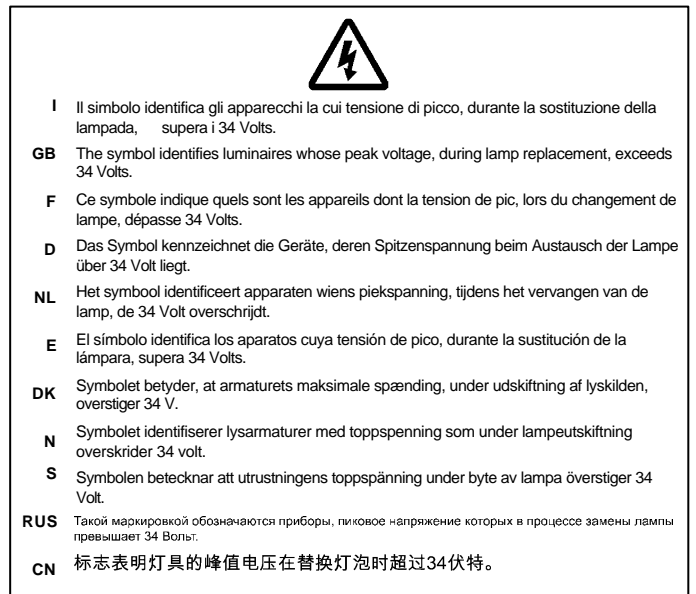 I Il simbolo identifica gli apparecchi la cui tensione di picco, durante la sostituzione della
lampada, supera i 34 Volts.
GB The symbol identifies luminaires whose peak voltage, during lamp replacement, exceeds
34 Volts.
F Ce symbole indique quels sont les appareils dont la tension de pic, lors du changement de
lampe, dépasse 34 Volts.
D Das Symbol kennzeichnet die Geräte, deren Spitzenspannung beim Austausch der Lampe
über 34 Volt liegt.
NL Het symbool identificeert apparaten wiens piekspanning, tijdens het vervangen van de
lamp, de 34 Volt overschrijdt.
E El símbolo identifica los aparatos cuya tensión de pico, durante la sustitución de la
lámpara, supera 34 Volts.
DK Symbolet betyder, at armaturets maksimale spænding, under udskiftning af lyskilden,
overstiger 34 V.
N Symbolet identifiserer lysarmaturer med toppspenning som under lampeutskiftning
overskrider 34 volt.
S Symbolen betecknar att utrustningens toppspänning under byte av lampa överstiger 34
Volt.
RUS Такой маркировкой обозначаются приборы, пиковое напряжение которых в процессе замены лампы
превышает 34 Вольт.
CN 标志表明灯具的峰值电压在替换灯泡时超过34伏特。